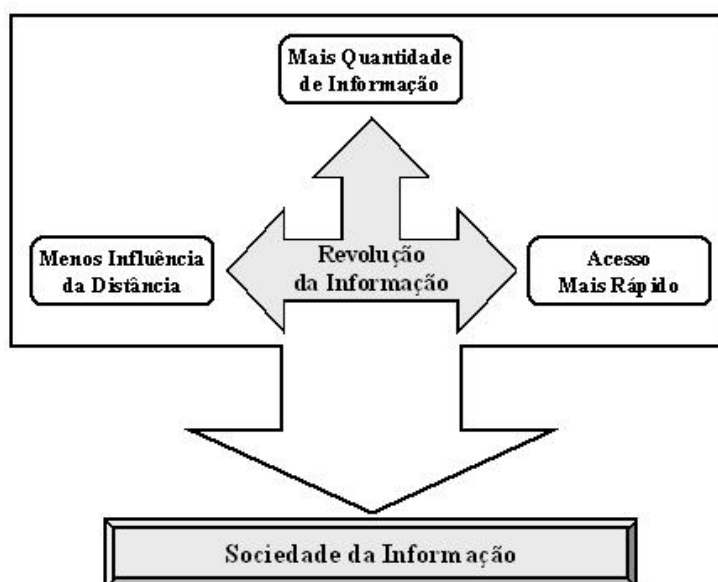 Mais Quantidade
de Informação
Menos Influência
da Distância
Revolução
da Informação
Acesso
Mais Rápido
Sociedade da Informação